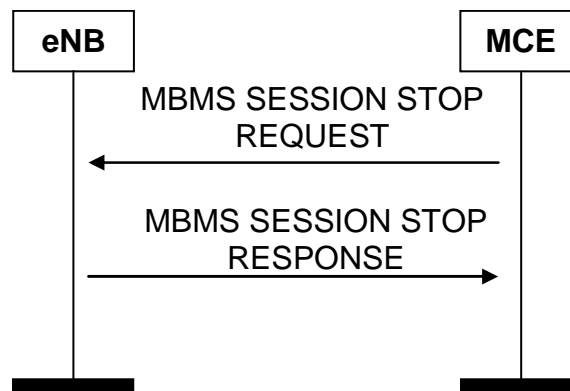 eNB
MCE
MBMS SESSION STOP
REQUEST
MBMS SESSION STOP
RESPONSE